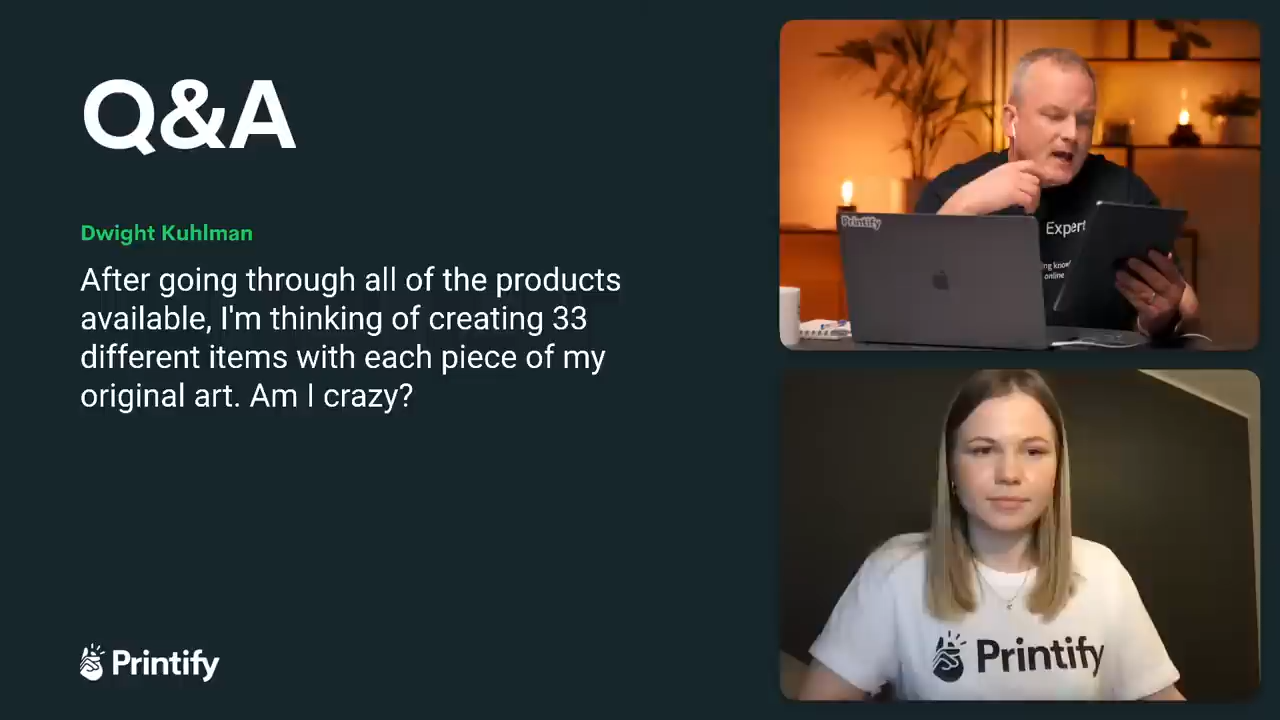 Q&A
Dwight Kuhlman
After going through all of the products
available, I'm thinking of creating 33
different items with each piece of my
original art. Am I crazy?
Printify
Printify
Expert
online
Printify